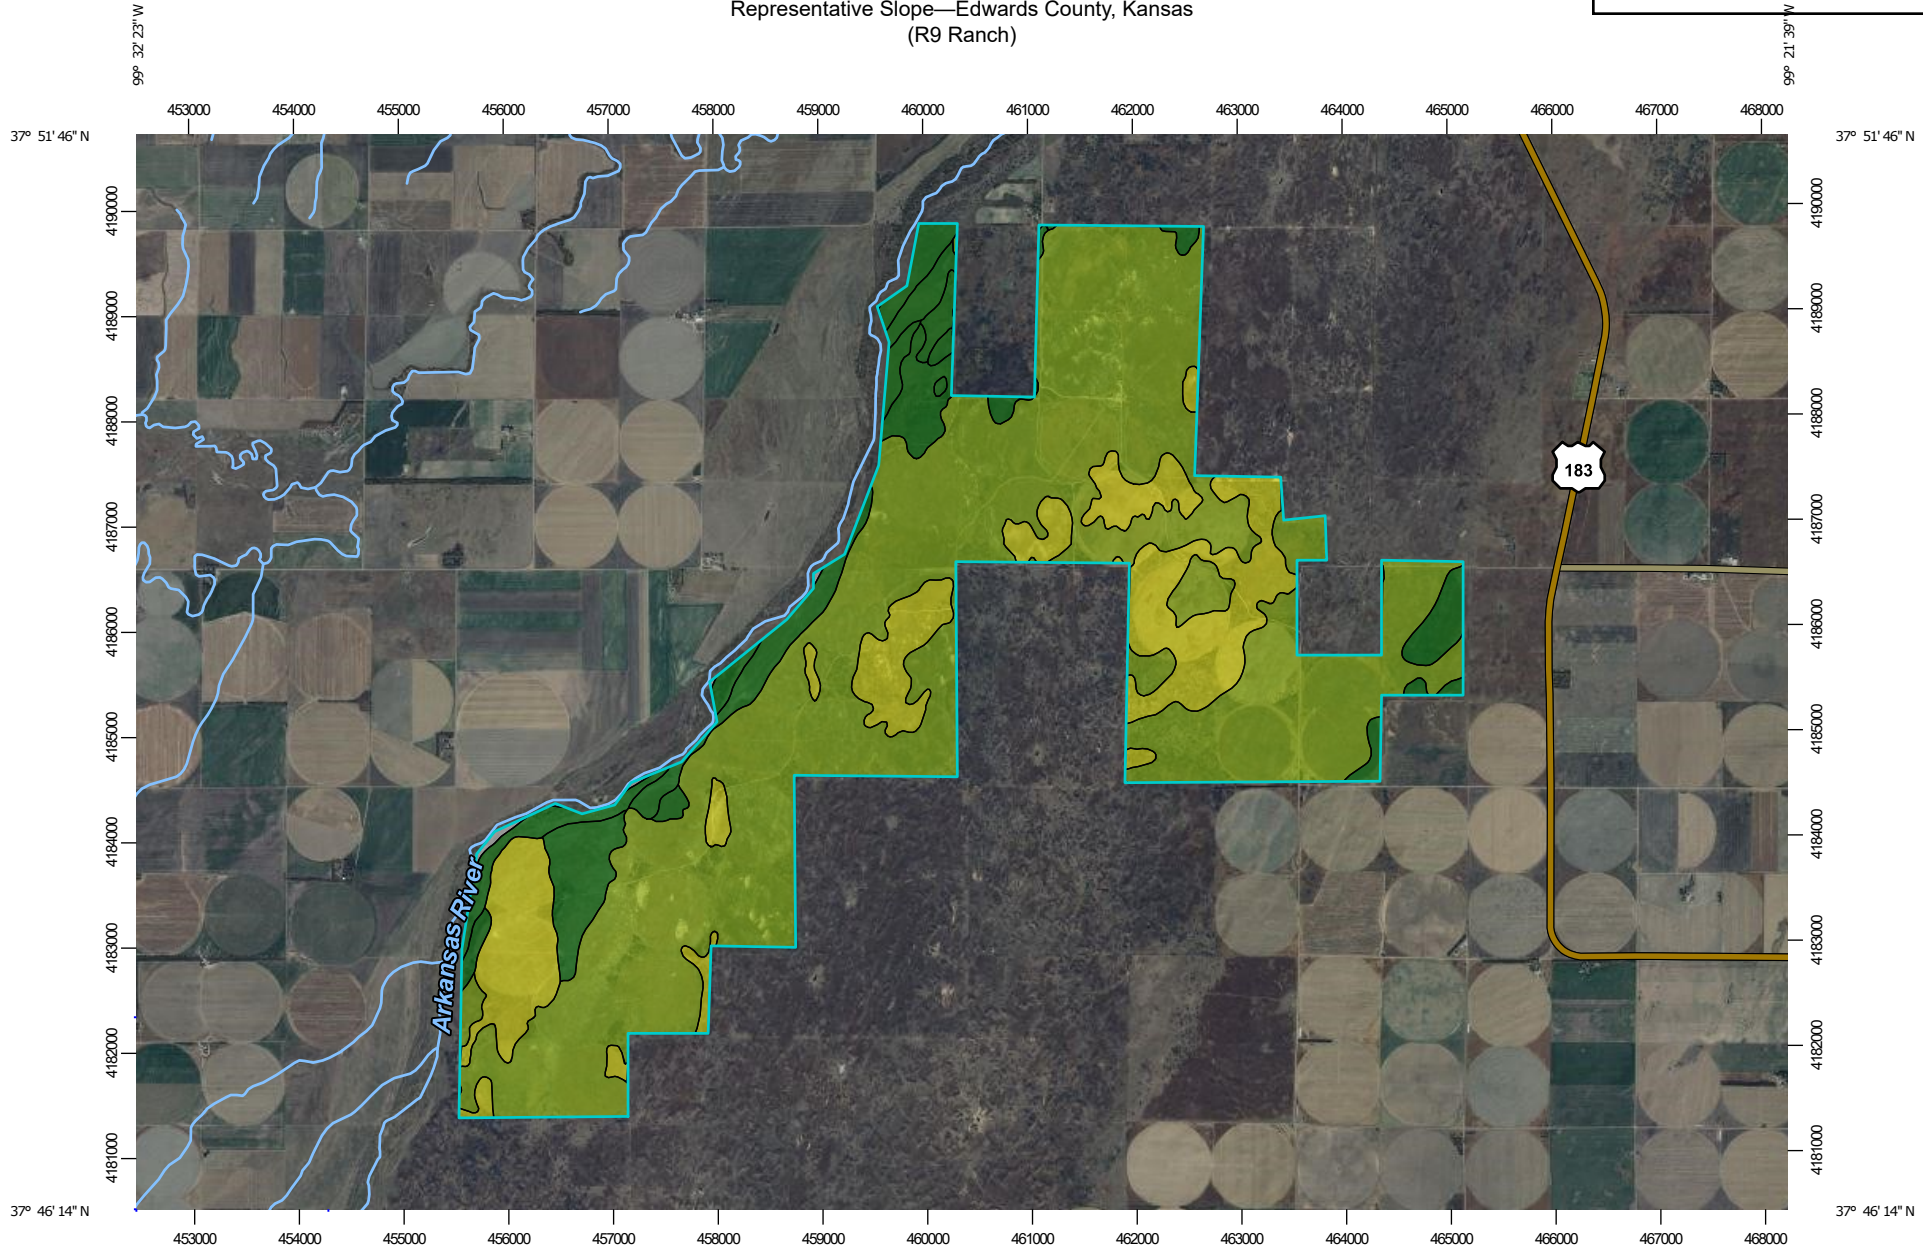 Representative Slope—Edwards County, Kansas
(R9 Ranch)
99° 32' 23" W
99° 21' 39" W
453000 454000 455000 456000 457000 458000 459000 460000 461000 462000 463000 464000 465000 466000 467000 468000
37° 51' 46" N
37° 51' 46" N
4190000
4190000
4189000
4189000
4188000
4188000
183
4187000
4187000
4186000
4186000
4185000
4185000
4184000
4184000
Arkansas River
4183000
4183000
4182000
4182000
4181000
4181000
37° 46' 14" N
37° 46' 14" N
453000 454000 455000 456000 457000 458000 459000 460000 461000 462000 463000 464000 465000 466000 467000 468000